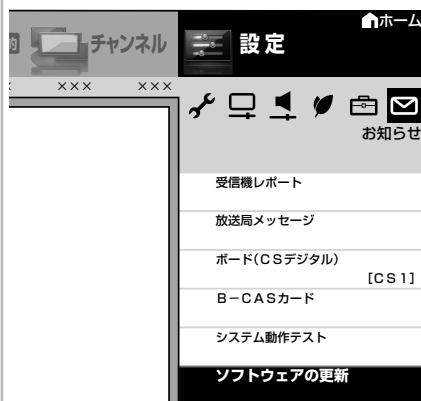 ホーム
チャンネル
設定
××× ×××
お知らせ
受信機レポート
放送局メッセージ
ボード(CSデジタル)
[CS1]
B-CASカード
システム動作テスト
ソフトウェアの更新